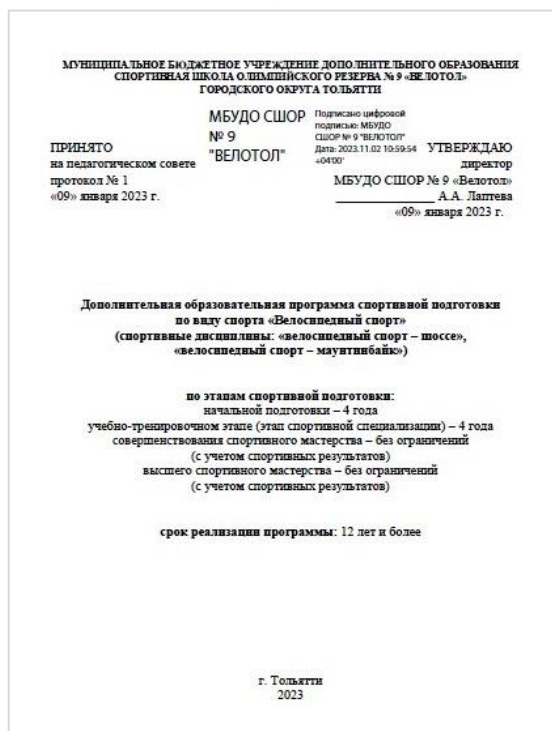 МУНИЦИПАЛЬНОЕ БЮДЖЕТНОЕ УЧРЕЖДЕНИЕ ДОПОЛНИТЕЛЬНОГО ОБРАЗОВАНИЯ
СПОРТИВНАЯ ШКОЛА ОЛИМПИЙСКОГО РЕЗЕРВА № 9 «ВЕЛОТОЛ»
ГОРОДСКОГО ОКРУГА ТОЛЬЯТТИ
МБУДО СШОР
№ 9
"ВЕЛОТОЛ"
Подписано цифровой
подписью: МБУДО
СШОР № 9 "ВЕЛОТОЛ"
Дата: 2023.11.02 10:59:54
+04'00'
ПРИНЯТО
на педагогическом совете
протокол № 1
«09» января 2023 г.
УТВЕРЖДАЮ
директор
МБУДО СШОР № 9 «Велотол»
_______________ А.А. Лаптева
«09» января 2023 г.
Дополнительная образовательная программа спортивной подготовки
по виду спорта «Велосипедный спорт»
(спортивные дисциплины: «велосипедный спорт – шоссе»,
«велосипедный спорт – маунтинбайк»)
по этапам спортивной подготовки:
начальной подготовки – 4 года
учебно-тренировочном этапе (этап спортивной специализации) – 4 года
совершенствования спортивного мастерства – без ограничений
(с учетом спортивных результатов)
высшего спортивного мастерства – без ограничений
(с учетом спортивных результатов)
срок реализации программы: 12 лет и более
г. Тольятти
2023